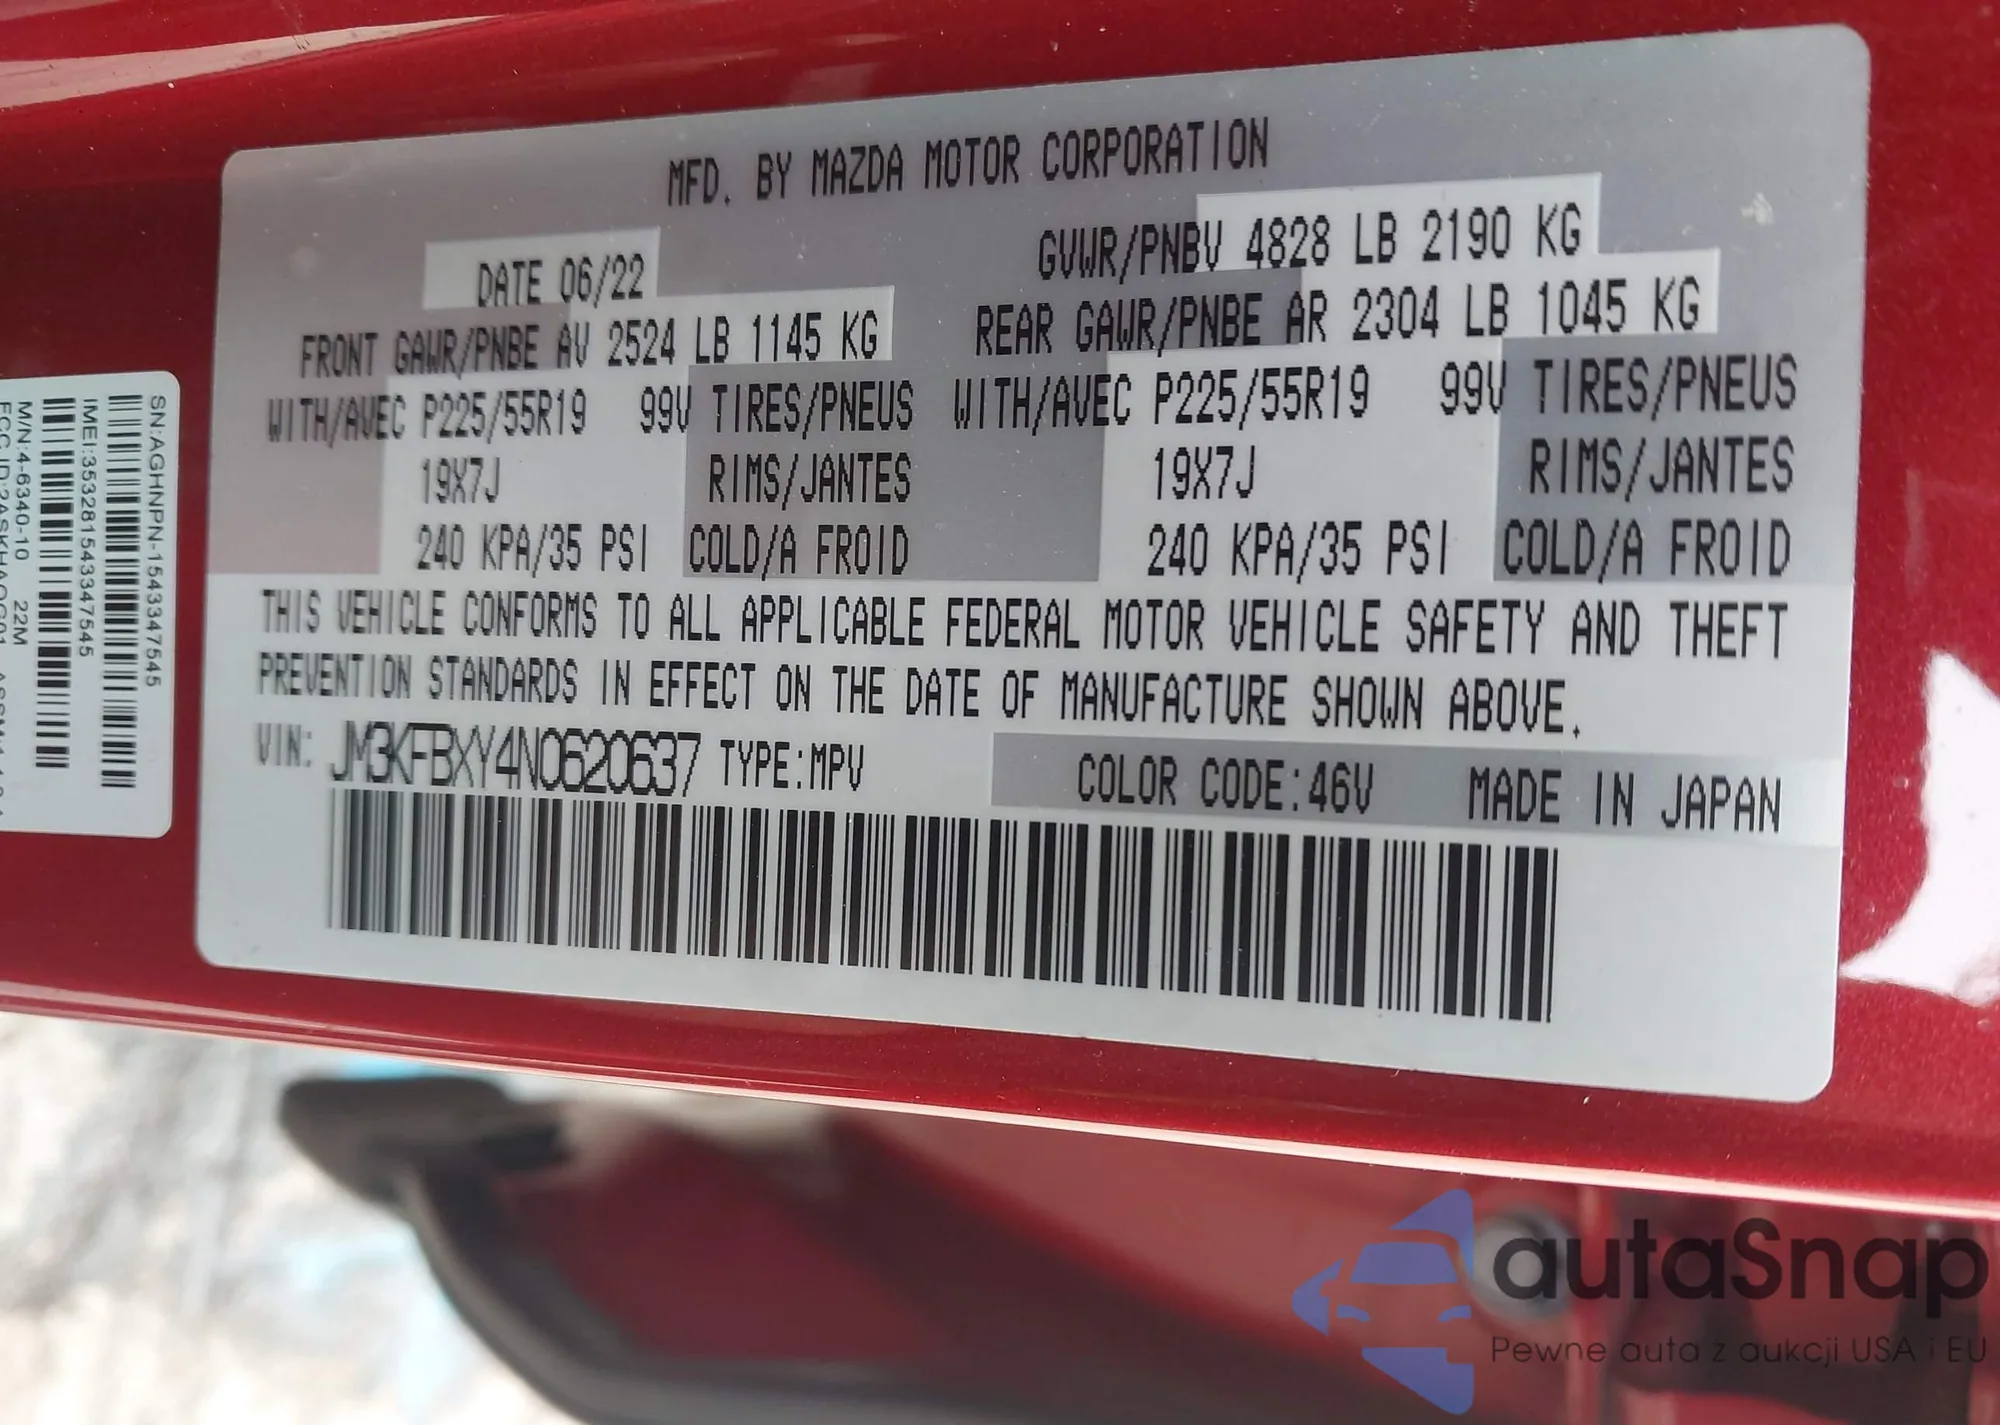 MFD. BY MAZDA MOTOR CORPORATION
DATE 06/22 GVWR/PNBV 4828 LB 2190 KG
FRONT GAWR/PNBE AV 2524 LB 1145 KG REAR GAWR/PNBE AR 2304 LB 1045 KG
WITH/AVEC P225/55R19 99V TIRES/PNEUS WITH/AVEC P225/55R19 99V TIRES/PNEUS
19X7J RIMS/JANTES 19X7J RIMS/JANTES
240 KPA/35 PSI COLD/A FROID 240 KPA/35 PSI COLD/A FROID
THIS VEHICLE CONFORMS TO ALL APPLICABLE FEDERAL MOTOR VEHICLE SAFETY AND THEFT
PREVENTION STANDARDS IN EFFECT ON THE DATE OF MANUFACTURE SHOWN ABOVE.
VIN: JM3KFBXY4N0620637 TYPE:MPV COLOR CODE:46V MADE IN JAPAN
SN:AGHNPN-1543347545
IMEI:353281543347545
M/N:4-6340-10 22M
autaSnap
Pewne auta z aukcji USA i EU